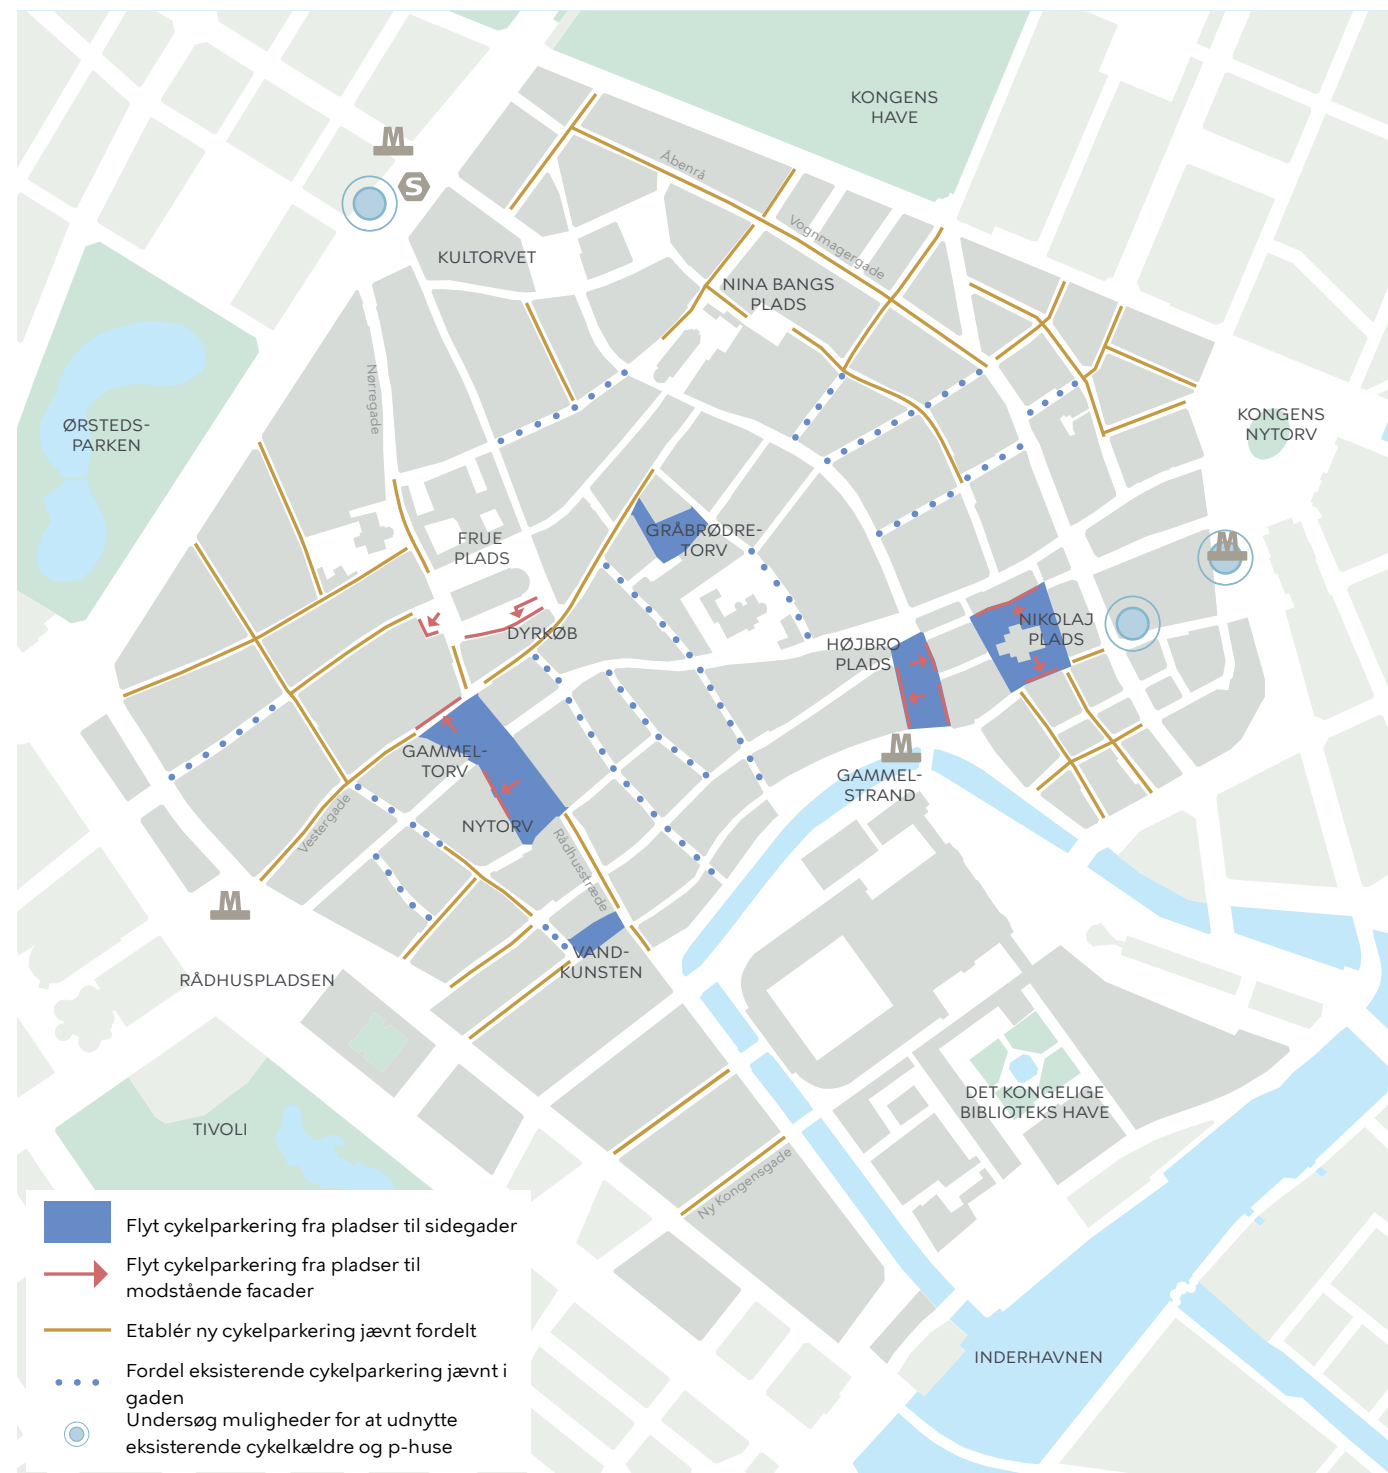 KONGENS
HAVE
M
S
Åbenrå
Vognmagergade
KULTORVET
NINA BANGS
PLADS
Nørregade
ØRSTEDS-
PARKEN
KONGENS
NYTORV
FRUE
PLADS
GRÅBRØDRE-
TORV
M
DYRKØB
NIKOLAJ
PLADS
HØJBRO
PLADS
GAMMEL-
TORV
M
GAMMEL-
STRAND
NYTORV
Vestergade
Rådhusstræde
M
VAND-
KUNSTEN
RÅDHUSPLADSEN
DET KONGELIGE
BIBLIOTEKS HAVE
TIVOLI
Ny Kongensgade
INDERHAVNEN
Flyt cykelparkering fra pladser til sidegader
Flyt cykelparkering fra pladser til
modstående facader
Etablér ny cykelparkering jævnt fordelt
Fordel eksisterende cykelparkering jævnt i
gaden
Undersøg muligheder for at udnytte
eksisterende cykelkældre og p-huse